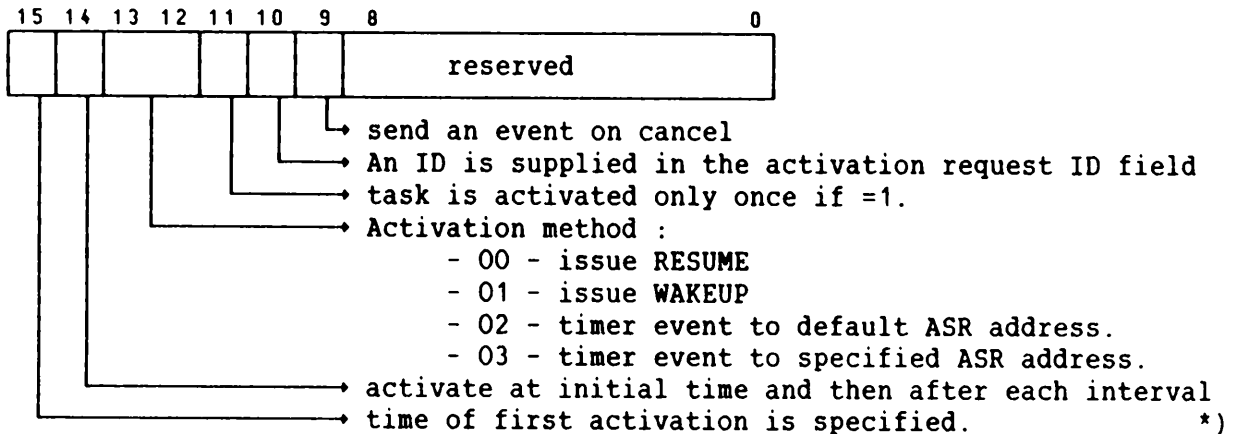 15 14 13 12 11 10 9 8 0
reserved
send an event on cancel
An ID is supplied in the activation request ID field
task is activated only once if =1.
Activation method :
- 00 - issue RESUME
- 01 - issue WAKEUP
- 02 - timer event to default ASR address.
- 03 - timer event to specified ASR address.
activate at initial time and then after each interval
time of first activation is specified. *)